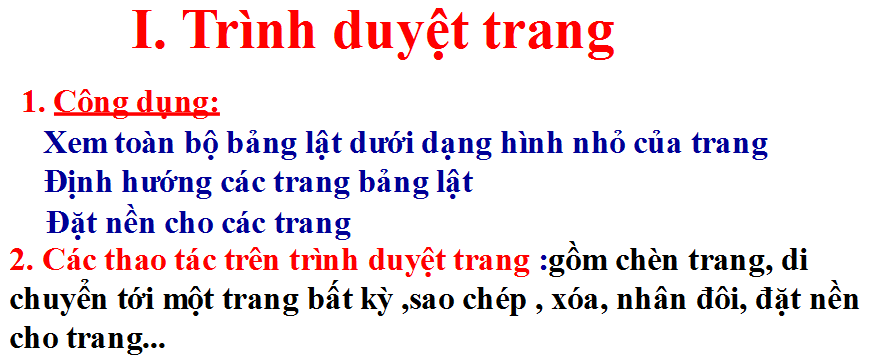 I. Trình duyệt trang
1. Công dụng:
Xem toàn bộ bảng lật dưới dạng hình nhỏ của trang
Định hướng các trang bảng lật
Đặt nền cho các trang
2. Các thao tác trên trình duyệt trang :gồm chèn trang, di
chuyển tới một trang bất kỳ ,sao chép , xóa, nhân đôi, đặt nền
cho trang...